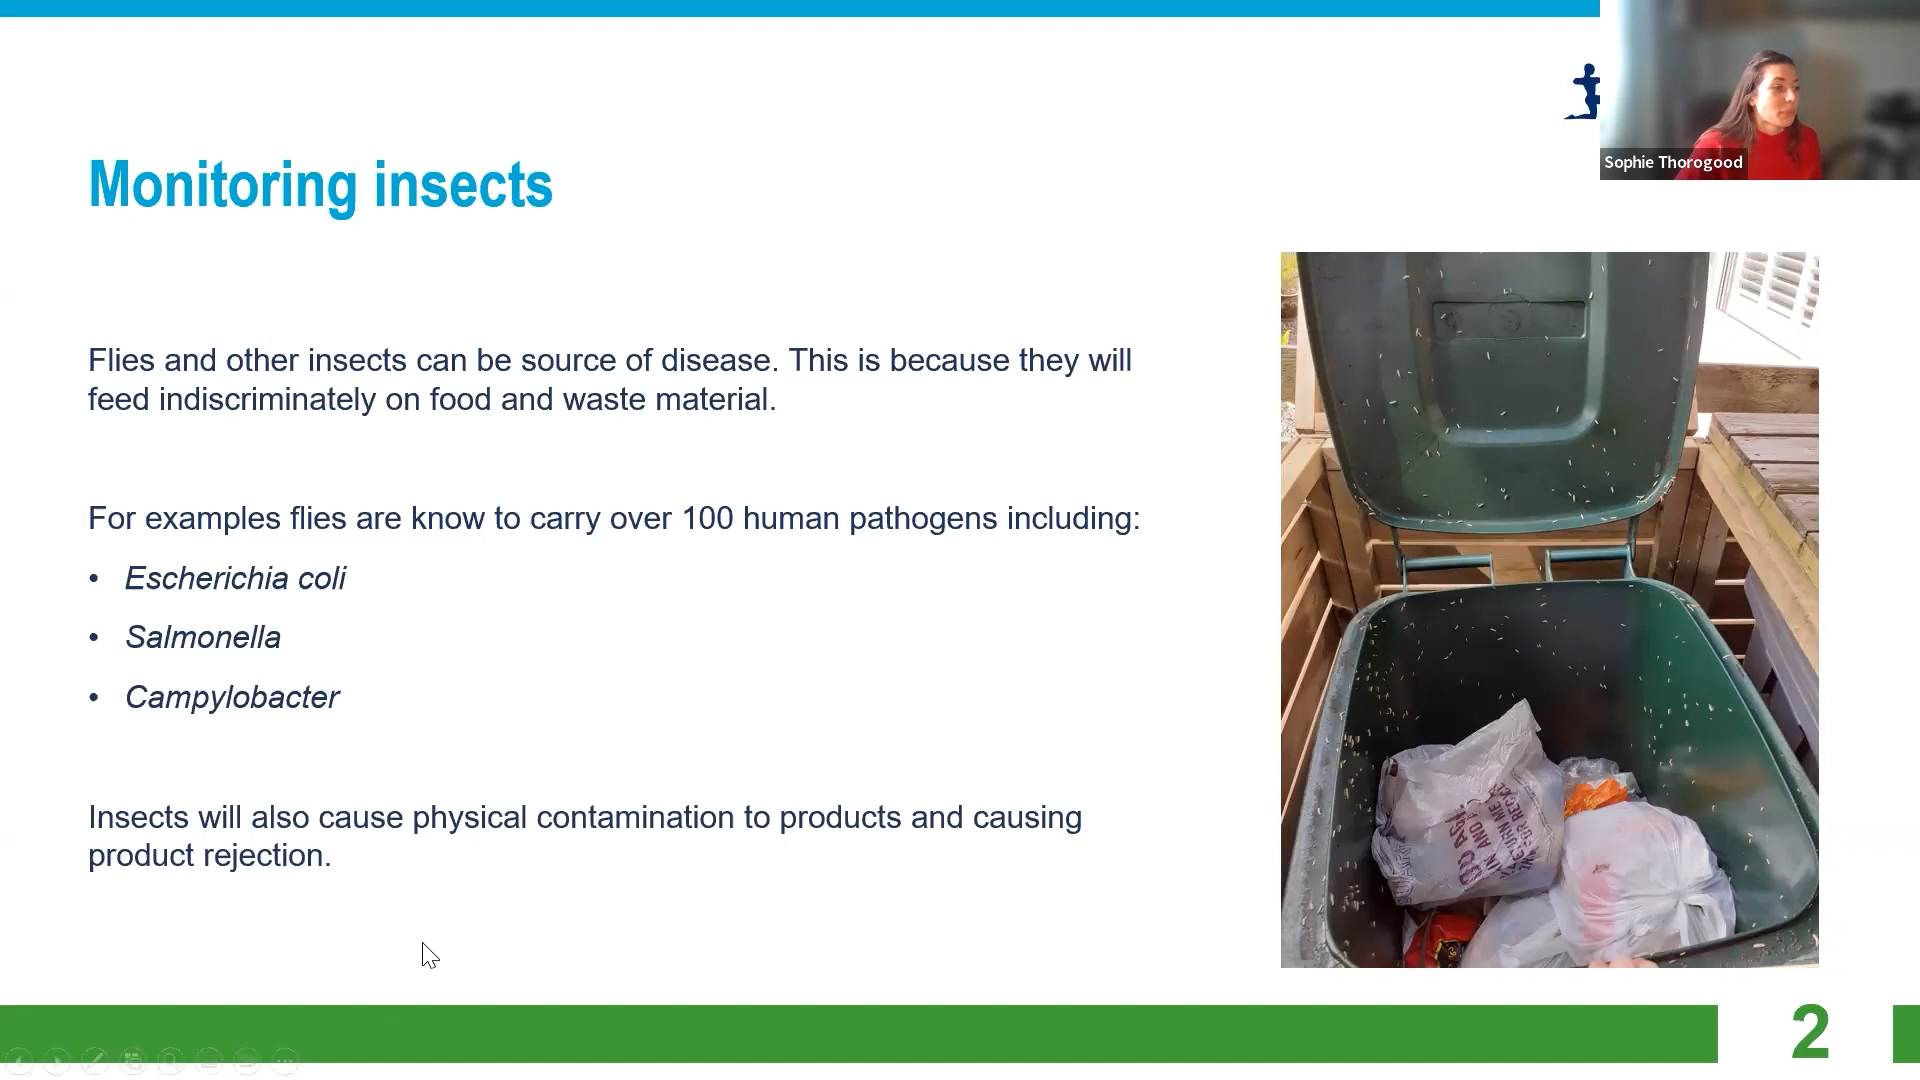 Sophie Thorogood
Monitoring insects
Flies and other insects can be source of disease. This is because they will
feed indiscriminately on food and waste material.
For examples flies are know to carry over 100 human pathogens including:
• Escherichia coli
• Salmonella
• Campylobacter
Insects will also cause physical contamination to products and causing
product rejection.
2